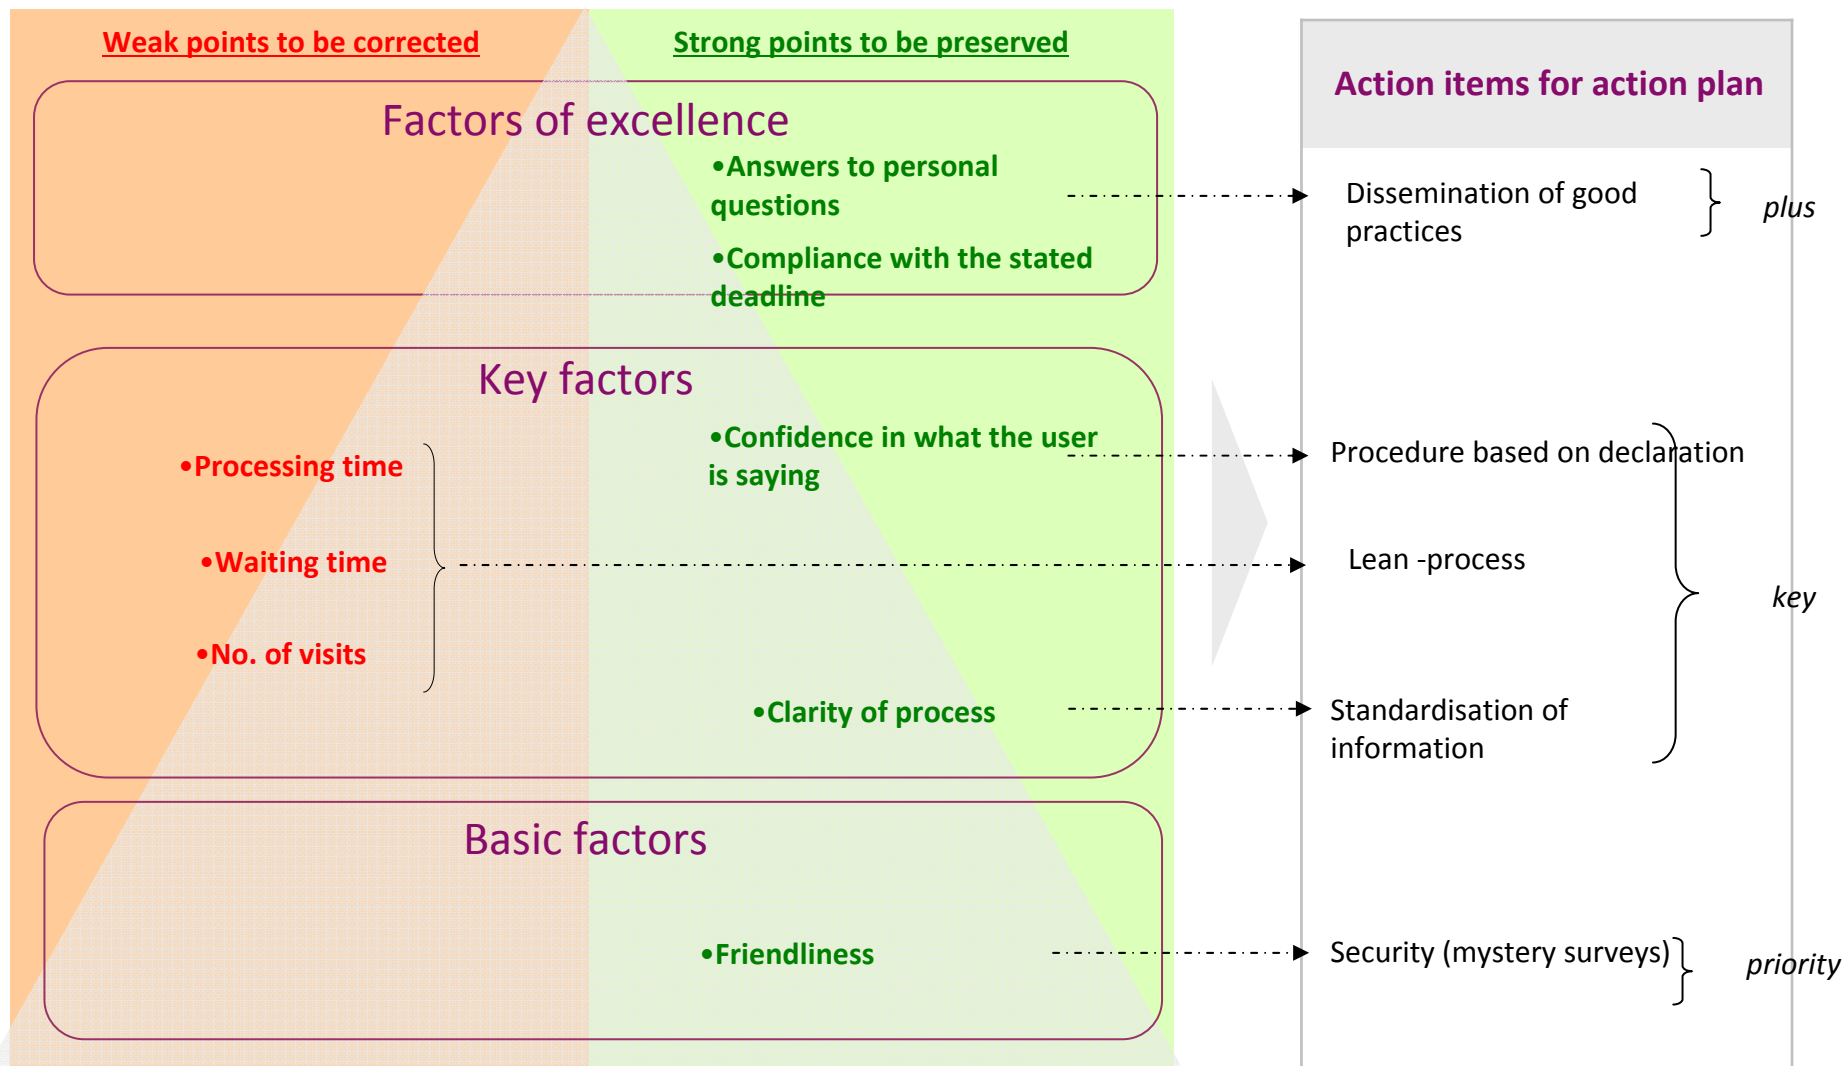 Weak points to be corrected
Strong points to be preserved
Action items for action plan
Factors of excellence
•Answers to personal
questions
•Compliance with the stated
deadline
Dissemination of good
practices
plus
Key factors
•Processing time
•Waiting time
•No. of visits
•Confidence in what the user
is saying
•Clarity of process
Procedure based on declaration
Lean -process
Standardisation of
information
key
Basic factors
•Friendliness
Security (mystery surveys)
priority